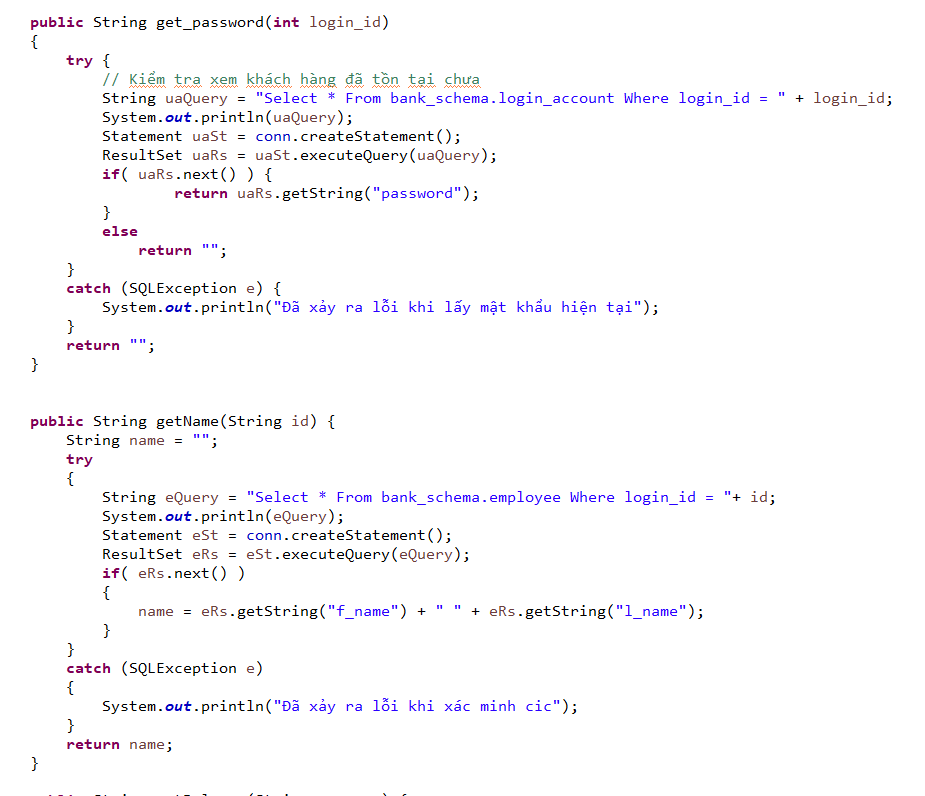 public String get_password(int login_id)
{
try {
// Kiểm tra xem khách hàng đã tồn tại chưa
String uaQuery = "Select * From bank_schema.login_account Where login_id = " + login_id;
System.out.println(uaQuery);
Statement uaSt = conn.createStatement();
ResultSet uaRs = uaSt.executeQuery(uaQuery);
if( uaRs.next() ) {
return uaRs.getString("password");
}
else
return "";
}
catch (SQLException e) {
System.out.println("Đã xảy ra lỗi khi lấy mật khẩu hiện tại");
}
return "";
}
public String getName(String id) {
String name = "";
try
{
String eQuery = "Select * From bank_schema.employee Where login_id = "+ id;
System.out.println(eQuery);
Statement eSt = conn.createStatement();
ResultSet eRs = eSt.executeQuery(eQuery);
if( eRs.next() )
{
name = eRs.getString("f_name") + " " + eRs.getString("l_name");
}
}
catch (SQLException e)
{
System.out.println("Đã xảy ra lỗi khi xác minh cic");
}
return name;
}